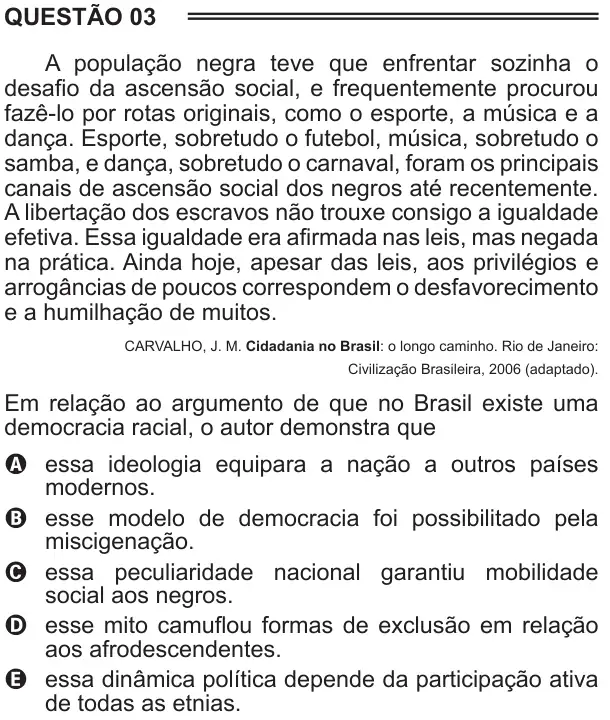 QUESTÃO 03
A população negra teve que enfrentar sozinha o
desafio da ascensão social, e frequentemente procurou
fazê-lo por rotas originais, como o esporte, a música e a
dança. Esporte, sobretudo o futebol, música, sobretudo o
samba, e dança, sobretudo o carnaval, foram os principais
canais de ascensão social dos negros até recentemente.
A libertação dos escravos não trouxe consigo a igualdade
efetiva. Essa igualdade era afirmada nas leis, mas negada
na prática. Ainda hoje, apesar das leis, aos privilégios e
arrogâncias de poucos correspondem o desfavorecimento
e a humilhação de muitos.
CARVALHO, J. M. Cidadania no Brasil: o longo caminho. Rio de Janeiro:
Civilização Brasileira, 2006 (adaptado).
Em relação ao argumento de que no Brasil existe uma
democracia racial, o autor demonstra que
A essa ideologia equipara a nação a outros países
modernos.
B esse modelo de democracia foi possibilitado pela
miscigenação.
C essa peculiaridade nacional garantiu mobilidade
social aos negros.
D esse mito camuflou formas de exclusão em relação
aos afrodescendentes.
E essa dinâmica política depende da participação ativa
de todas as etnias.